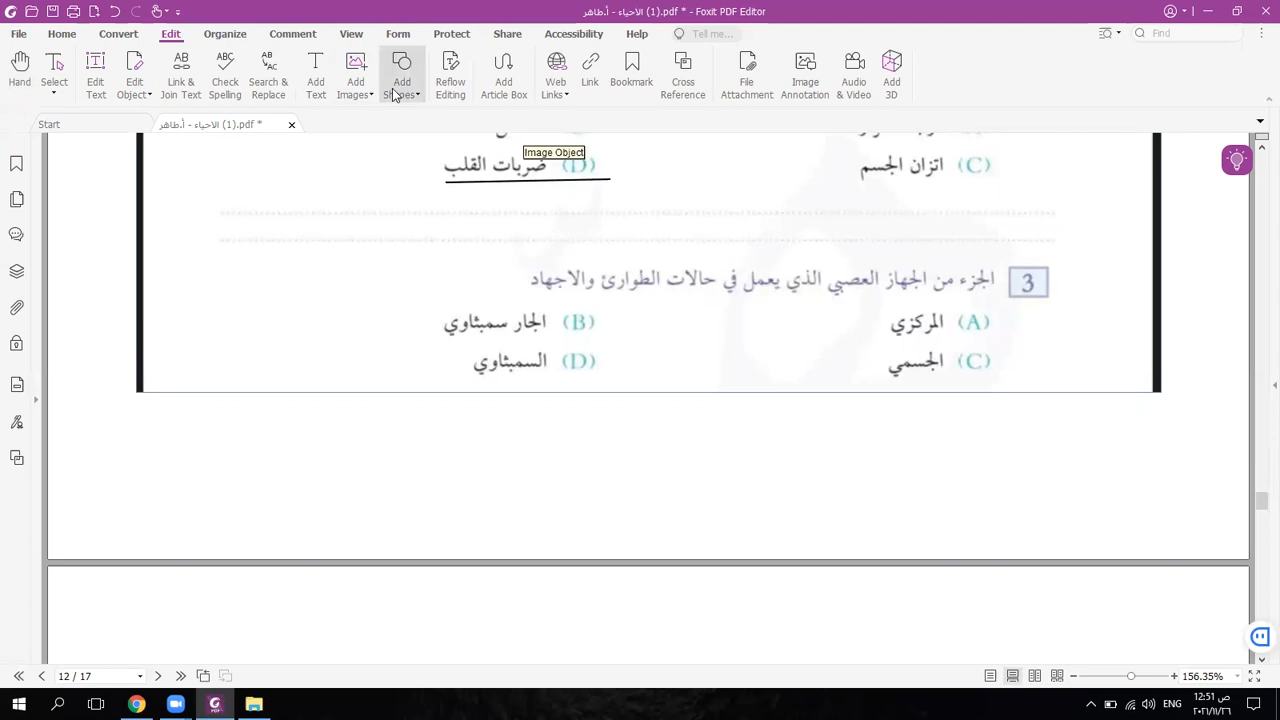 (1) الاحياء - أ.طاهر.pdf * - Foxit PDF Editor
File Home Convert Edit Organize Comment View Form Protect Share Accessibility Help Tell me... Find
Hand
Select
Edit Text
Edit Object
Link & Join Text
Check Spelling
Search & Replace
Add Text
Add Images
Add Shapes
Reflow Editing
Add Article Box
Web Links
Link
Bookmark
Cross Reference
File Attachment
Image Annotation
Audio & Video
Add 3D
Start
(1) الاحياء - أ.طاهر.pdf *
Image Object
(C) اتزان الجسم
(D) ضربات القلب
3 الجزء من الجهاز العصبي الذي يعمل في حالات الطوارئ والاجهاد
(A) المركزي
(B) الجار سمبثاوي
(C) الجسمي
(D) السمبثاوي
12 / 17
156.35%
ENG
12:51 ص